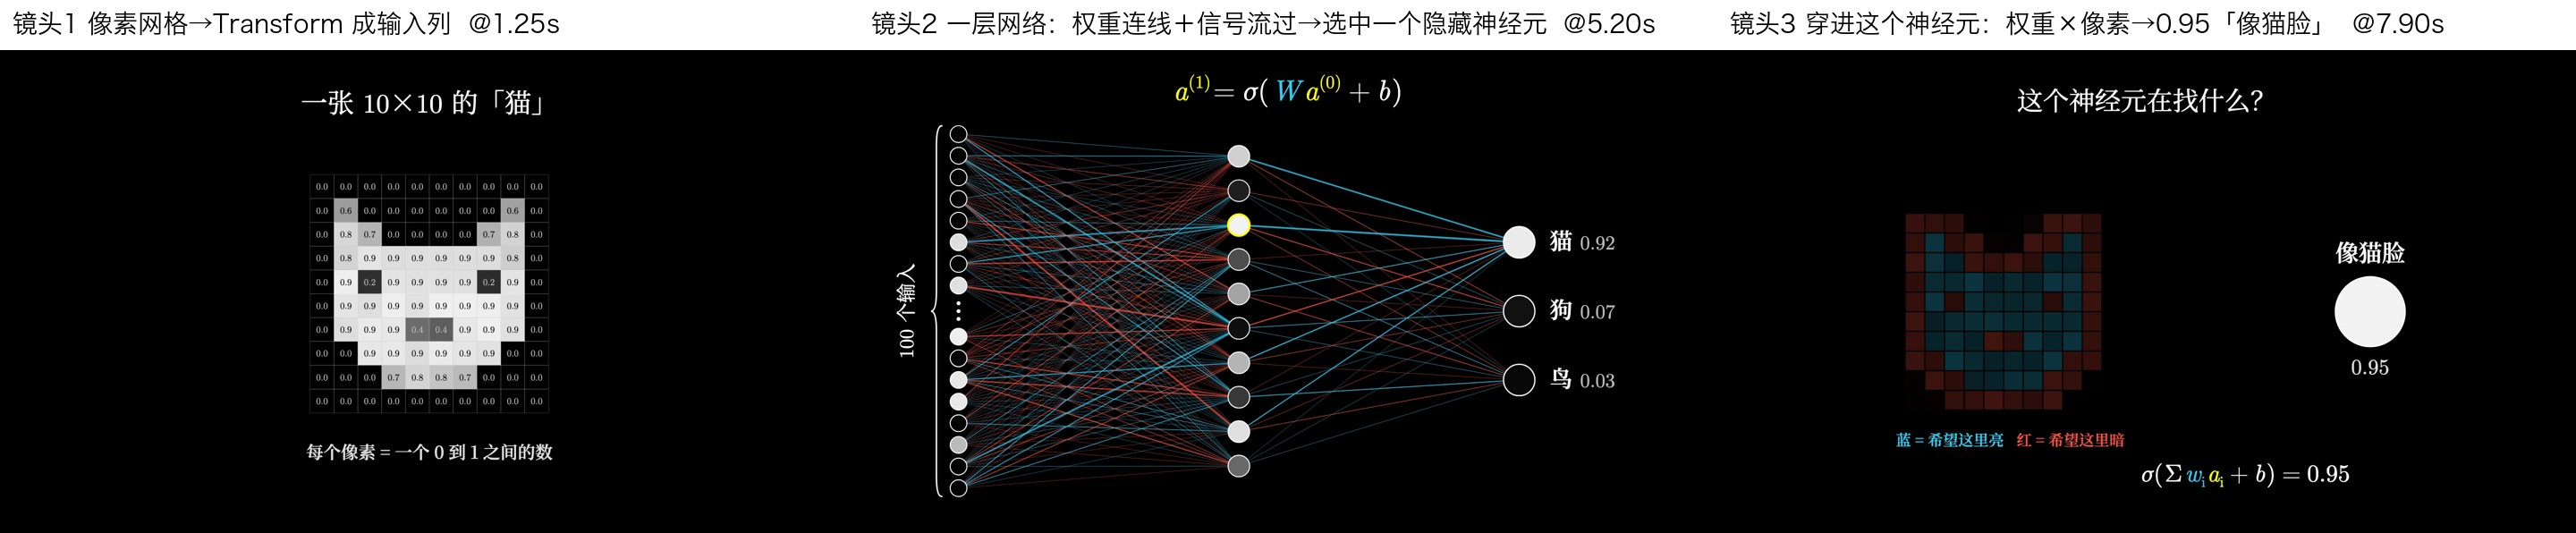 镜头1 像素网格→Transform 成输入列 @1.25s
一张 10×10 的「猫」
0.0 0.0 0.0 0.0 0.0 0.0 0.0 0.0 0.0 0.0
0.0 0.6 0.0 0.0 0.0 0.0 0.0 0.0 0.6 0.0
0.0 0.8 0.7 0.0 0.0 0.0 0.0 0.7 0.8 0.0
0.0 0.8 0.9 0.9 0.9 0.9 0.9 0.9 0.8 0.0
0.0 0.9 0.2 0.9 0.9 0.9 0.9 0.2 0.9 0.0
0.0 0.9 0.9 0.9 0.9 0.9 0.9 0.9 0.9 0.0
0.0 0.9 0.9 0.9 0.4 0.4 0.9 0.9 0.9 0.0
0.0 0.0 0.9 0.9 0.9 0.9 0.9 0.9 0.0 0.0
0.0 0.0 0.0 0.7 0.8 0.8 0.7 0.0 0.0 0.0
0.0 0.0 0.0 0.0 0.0 0.0 0.0 0.0 0.0 0.0
每个像素 = 一个 0 到 1 之间的数
镜头2 一层网络：权重连线＋信号流过→选中一个隐藏神经元 @5.20s
a⁽¹⁾ = σ( W a⁽⁰⁾ + b)
100 个输入
猫 0.92
狗 0.07
鸟 0.03
镜头3 穿进这个神经元：权重×像素→0.95「像猫脸」 @7.90s
这个神经元在找什么？
像猫脸
0.95
蓝 = 希望这里亮 红 = 希望这里暗
σ(Σ wᵢ aᵢ + b) = 0.95